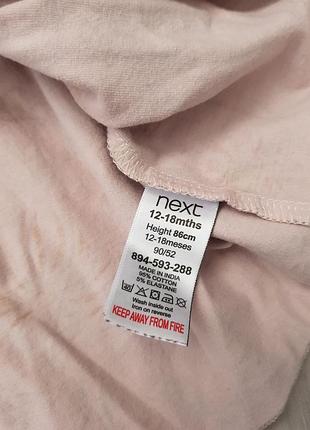 next
12-18mths
Height 86cm
12-18meses
90/52
894-593-288
MADE IN INDIA
95% COTTON
5% ELASTANE
Wash inside out
Iron on reverse
KEEP AWAY FROM FIRE